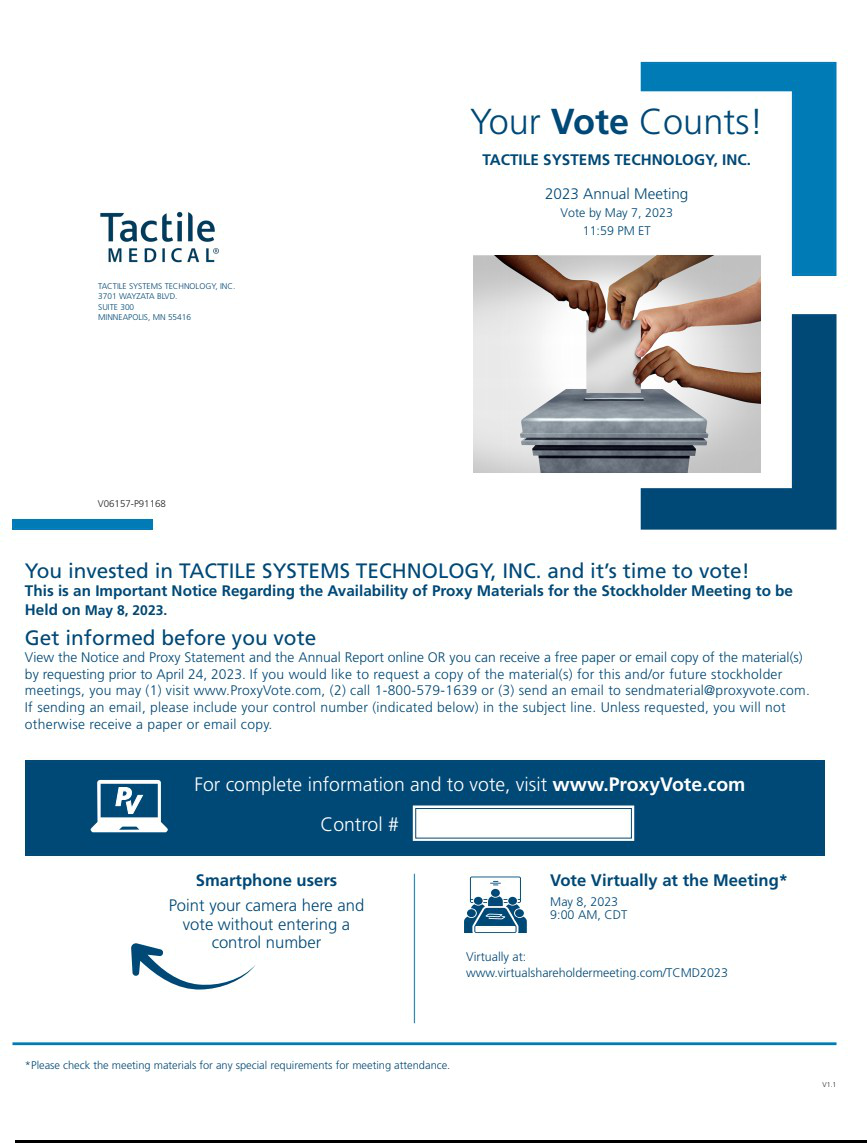 Your Vote Counts!
TACTILE SYSTEMS TECHNOLOGY, INC.
2023 Annual Meeting
Vote by May 7, 2023
11:59 PM ET
Tactile
MEDICAL®
TACTILE SYSTEMS TECHNOLOGY, INC.
3701 WAYZATA BLVD.
SUITE 300
MINNEAPOLIS, MN 55416
V06157-P91168
You invested in TACTILE SYSTEMS TECHNOLOGY, INC. and it’s time to vote!
This is an Important Notice Regarding the Availability of Proxy Materials for the Stockholder Meeting to be
Held on May 8, 2023.
Get informed before you vote
View the Notice and Proxy Statement and the Annual Report online OR you can receive a free paper or email copy of the material(s)
by requesting prior to April 24, 2023. If you would like to request a copy of the material(s) for this and/or future stockholder
meetings, you may (1) visit www.ProxyVote.com, (2) call 1-800-579-1639 or (3) send an email to sendmaterial@proxyvote.com.
If sending an email, please include your control number (indicated below) in the subject line. Unless requested, you will not
otherwise receive a paper or email copy.
PV
For complete information and to vote, visit www.ProxyVote.com
Control #
Smartphone users
Point your camera here and
vote without entering a
control number
Vote Virtually at the Meeting*
May 8, 2023
9:00 AM, CDT
Virtually at:
www.virtualshareholdermeeting.com/TCMD2023
*Please check the meeting materials for any special requirements for meeting attendance.
V1.1